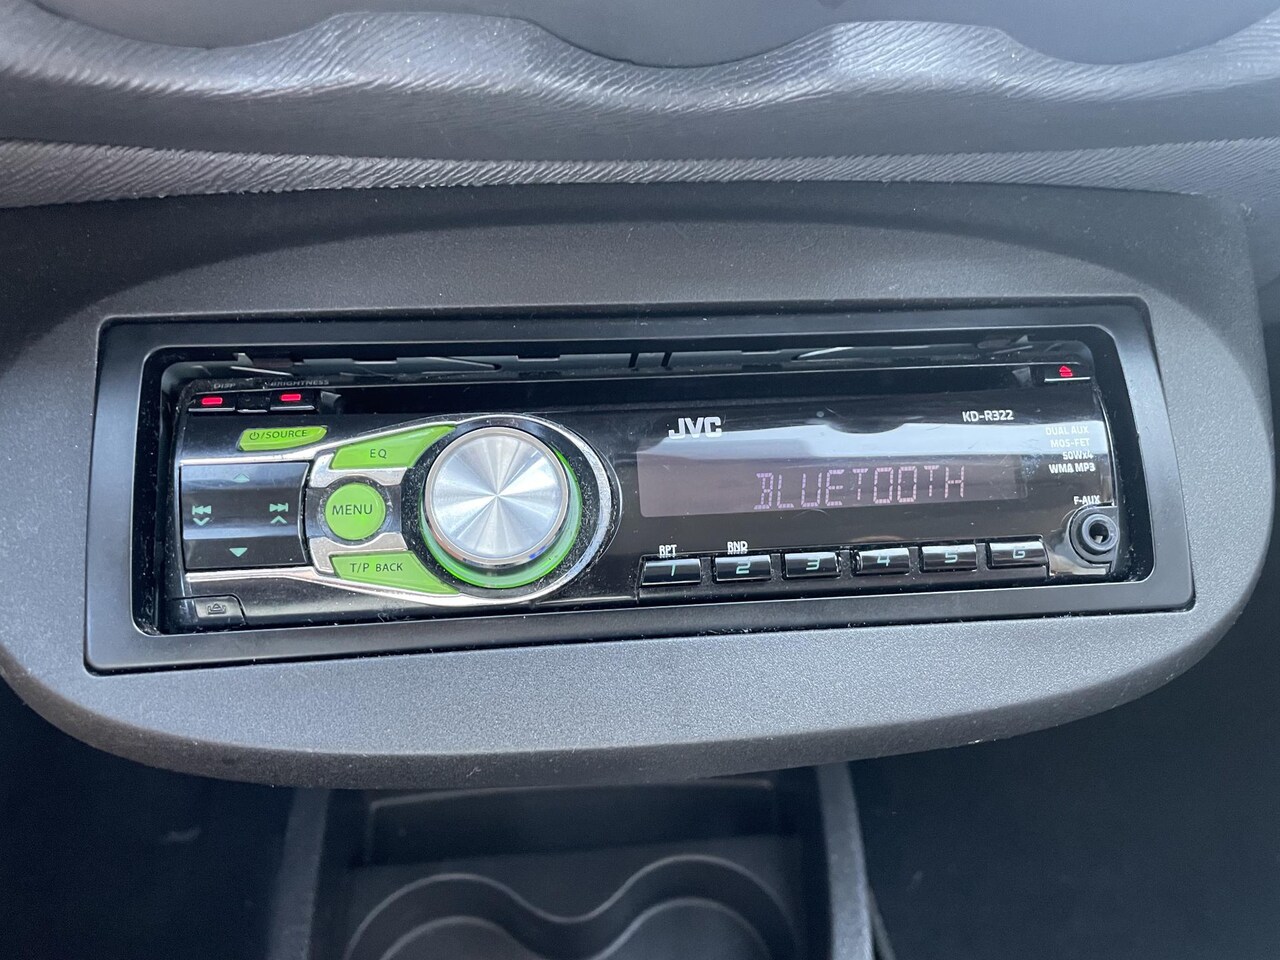 DISP
BRIGHTNESS
⏻/SOURCE
EQ
MENU
T/P BACK
JVC
KD-R322
DUAL AUX
MOS-FET
50Wx4
WMA MP3
F-AUX
BLUETOOTH
RPT
RND
1 2 3 4 5 6